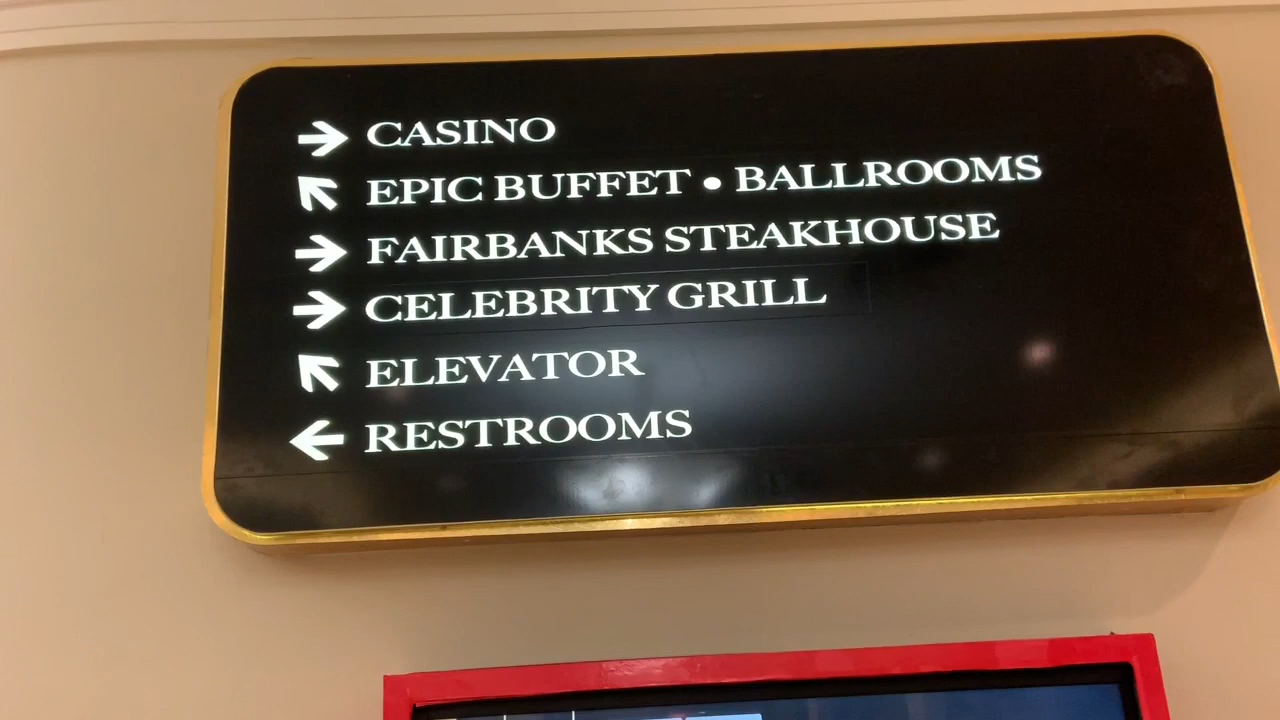 → CASINO
↖ EPIC BUFFET • BALLROOMS
→ FAIRBANKS STEAKHOUSE
→ CELEBRITY GRILL
↖ ELEVATOR
← RESTROOMS